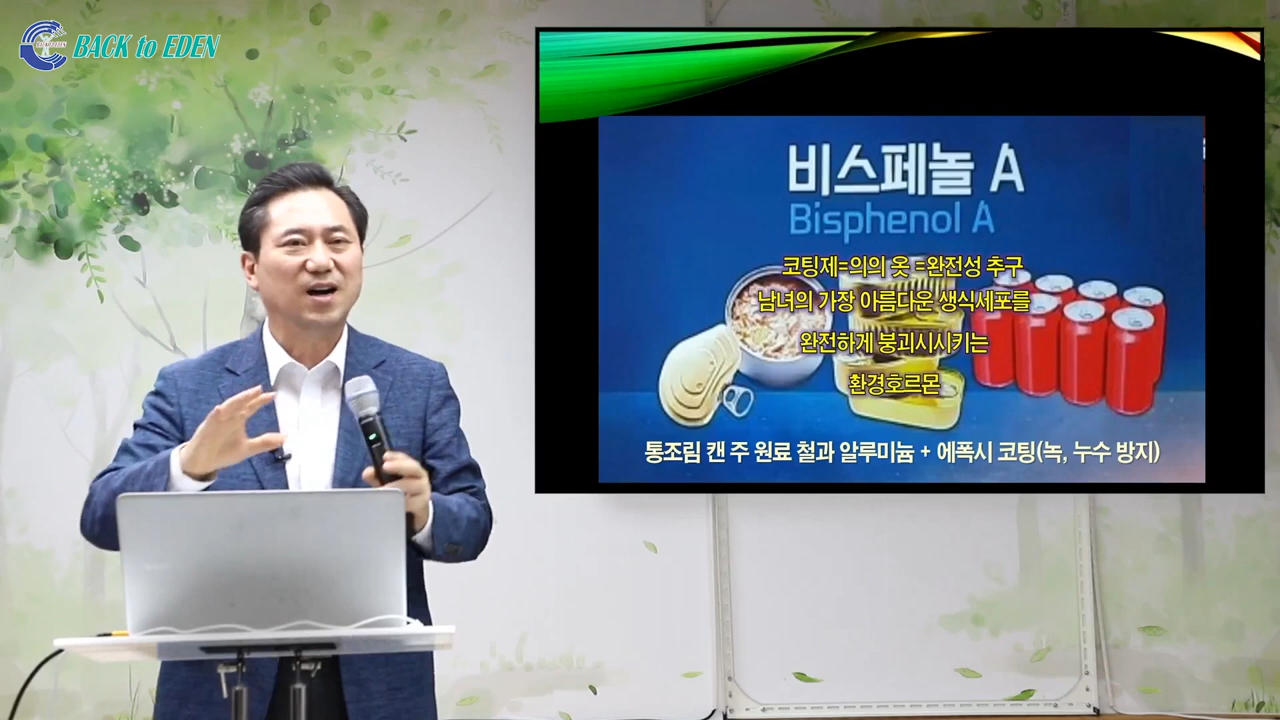 BACK to EDEN
비스페놀 A
Bisphenol A
코팅제=의의 옷 =완전성 추구
남녀의 가장 아름다운 생식세포를
완전하게 붕괴시시키는
환경호르몬
통조림 캔 주 원료 철과 알루미늄 + 에폭시 코팅(녹, 누수 방지)